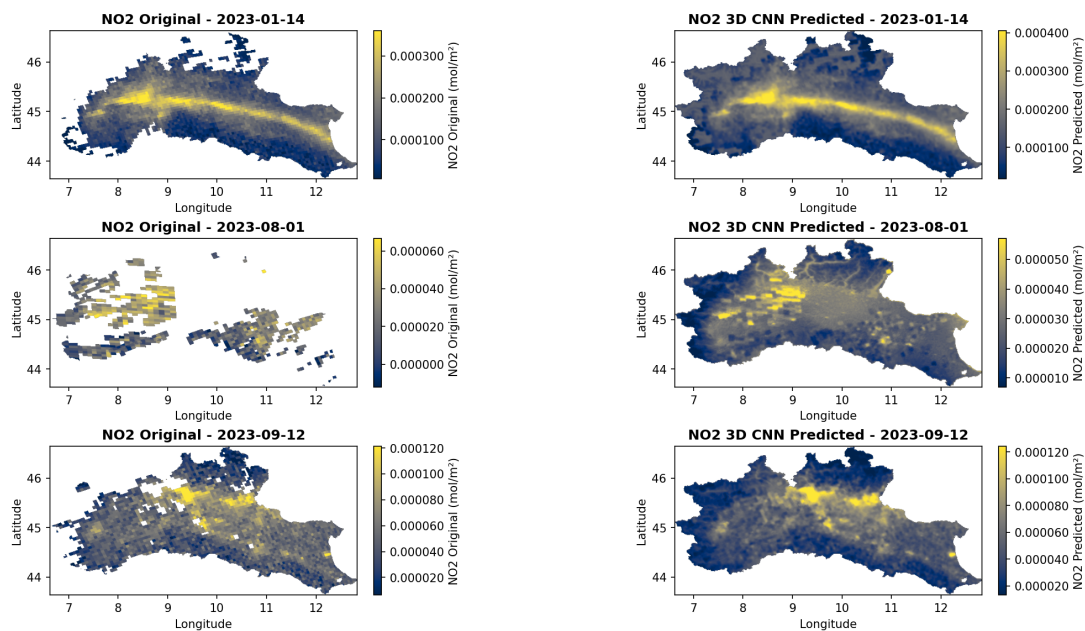 NO2 Original - 2023-01-14
46
45
44
Latitude
7 8 9 10 11 12
Longitude
0.000300
0.000200
0.000100
NO2 Original (mol/m²)
NO2 3D CNN Predicted - 2023-01-14
46
45
44
Latitude
7 8 9 10 11 12
Longitude
0.000400
0.000300
0.000200
0.000100
NO2 Predicted (mol/m²)
NO2 Original - 2023-08-01
46
45
44
Latitude
7 8 9 10 11 12
Longitude
0.000060
0.000040
0.000020
0.000000
NO2 Original (mol/m²)
NO2 3D CNN Predicted - 2023-08-01
46
45
44
Latitude
7 8 9 10 11 12
Longitude
0.000050
0.000040
0.000030
0.000020
0.000010
NO2 Predicted (mol/m²)
NO2 Original - 2023-09-12
46
45
44
Latitude
7 8 9 10 11 12
Longitude
0.000120
0.000100
0.000080
0.000060
0.000040
0.000020
NO2 Original (mol/m²)
NO2 3D CNN Predicted - 2023-09-12
46
45
44
Latitude
7 8 9 10 11 12
Longitude
0.000120
0.000100
0.000080
0.000060
0.000040
0.000020
NO2 Predicted (mol/m²)